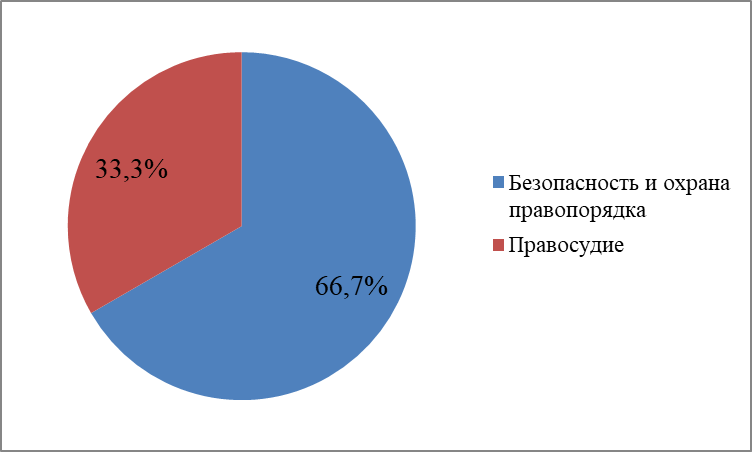 33,3%
66,7%
Безопасность и охрана
правопорядка
Правосудие